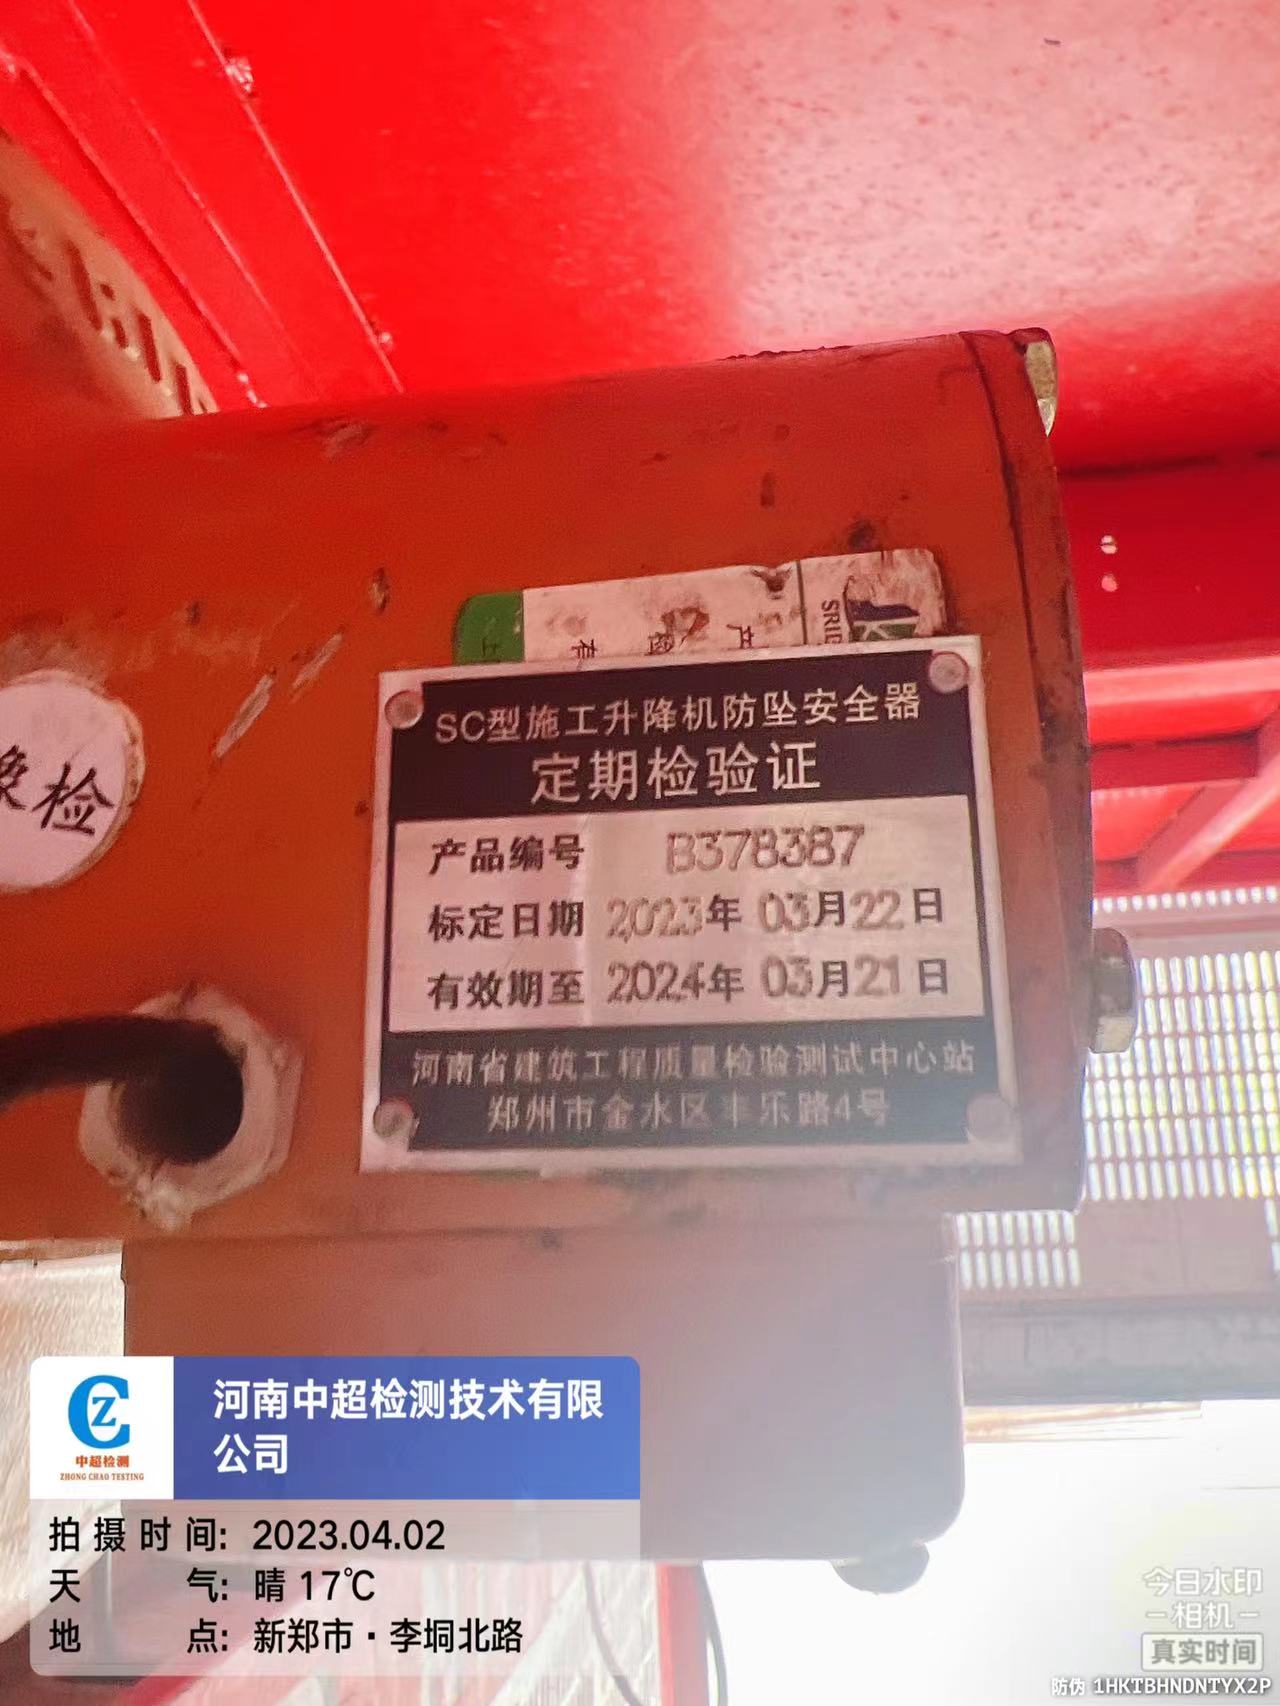 SRI
SC型施工升降机防坠安全器
定期检验证
产品编号 B378387
标定日期 2023年 03月22日
有效期至 2024年 03月21日
河南省建筑工程质量检验测试中心站
郑州市金水区丰乐路4号
检
CZ
中超检测
ZHONG CHAO TESTING
河南中超检测技术有限
公司
拍摄时间: 2023.04.02
天气: 晴 17℃
地点: 新郑市·李垌北路
今日水印
-相机-
真实时间
防伪 1HKTBHNDNTYX2P